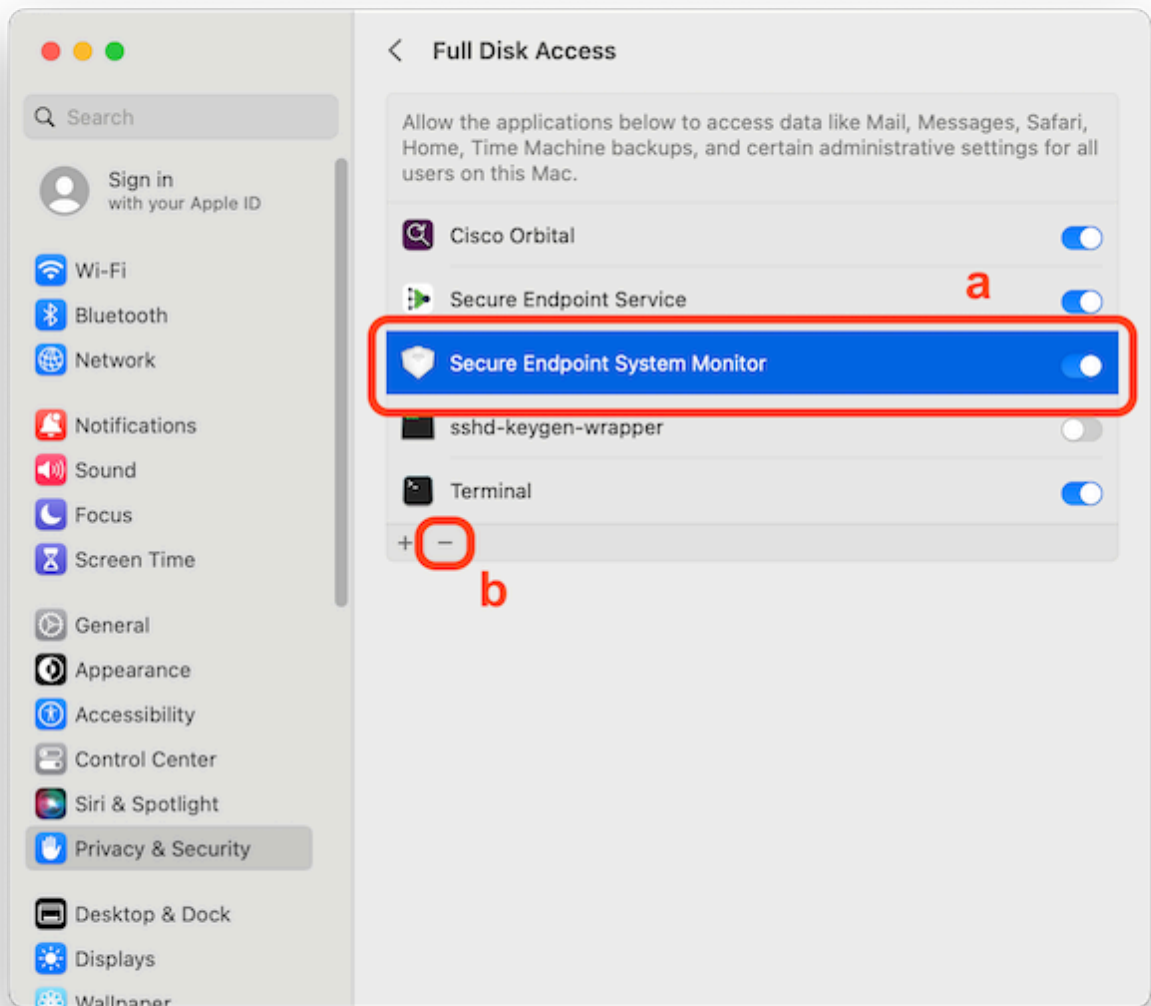 Full Disk Access
Search
Allow the applications below to access data like Mail, Messages, Safari,
Home, Time Machine backups, and certain administrative settings for all
users on this Mac.
Sign in
with your Apple ID
Cisco Orbital
a
Secure Endpoint Service
Secure Endpoint System Monitor
sshd-keygen-wrapper
Terminal
+ −
b
Wi-Fi
Bluetooth
Network
Notifications
Sound
Focus
Screen Time
General
Appearance
Accessibility
Control Center
Siri & Spotlight
Privacy & Security
Desktop & Dock
Displays
Wallpaper